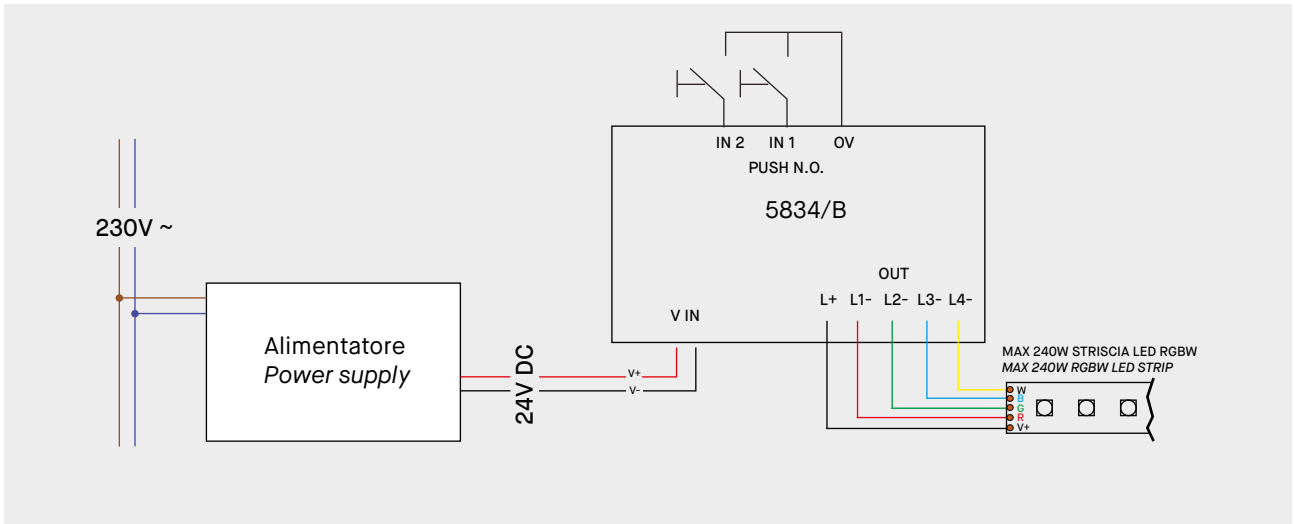 IN 2 IN 1 OV
PUSH N.O.
5834/B
230V ~
OUT
L+ L1- L2- L3- L4-
V IN
Alimentatore
Power supply
24V DC
V+
V-
MAX 240W STRISCIA LED RGBW
MAX 240W RGBW LED STRIP
W
B
G
R
V+